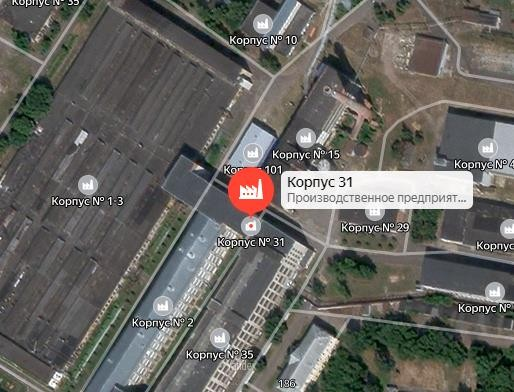 Корпус № 35
Корпус № 10
Корпус № 15
101
Корпус № 4
Корпус 31
Производственное предприят...
Корпус № 1-3
Корпус № 29
Корпус № 31
Корпус №
Корпус №
Корпус № 2
Корпус № 35
186